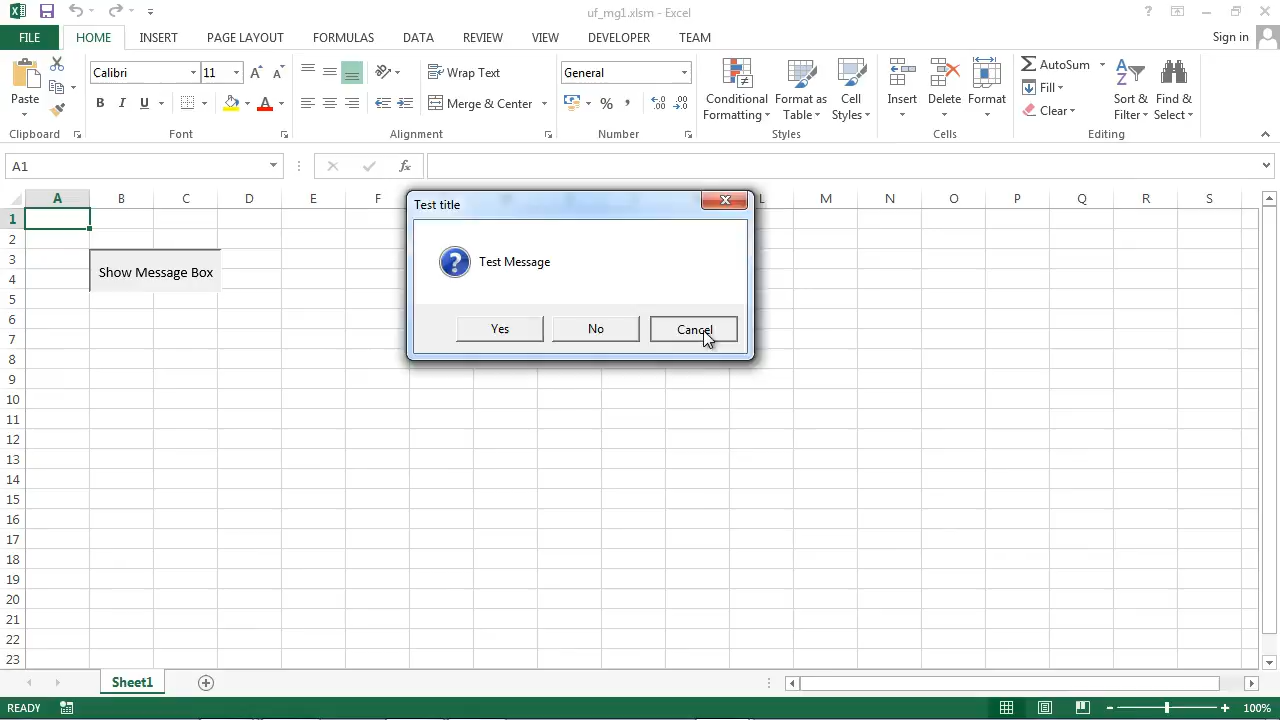 uf_mg1.xlsm - Excel
FILE HOME INSERT PAGE LAYOUT FORMULAS DATA REVIEW VIEW DEVELOPER TEAM Sign in
Paste
Clipboard
Calibri 11
B I U A
Font
Wrap Text
Merge & Center
Alignment
General
% ,
Number
Conditional Formatting
Format as Table
Cell Styles
Styles
Insert
Delete
Format
Cells
AutoSum
Fill
Clear
Sort & Filter
Find & Select
Editing
A1 fx
A B C D E F L M N O P Q R S
1
2
3
4
5
6
7
8
9
10
11
12
13
14
15
16
17
18
19
20
21
22
23
Show Message Box
Test title
Test Message
Yes No Cancel
Sheet1
READY 100%